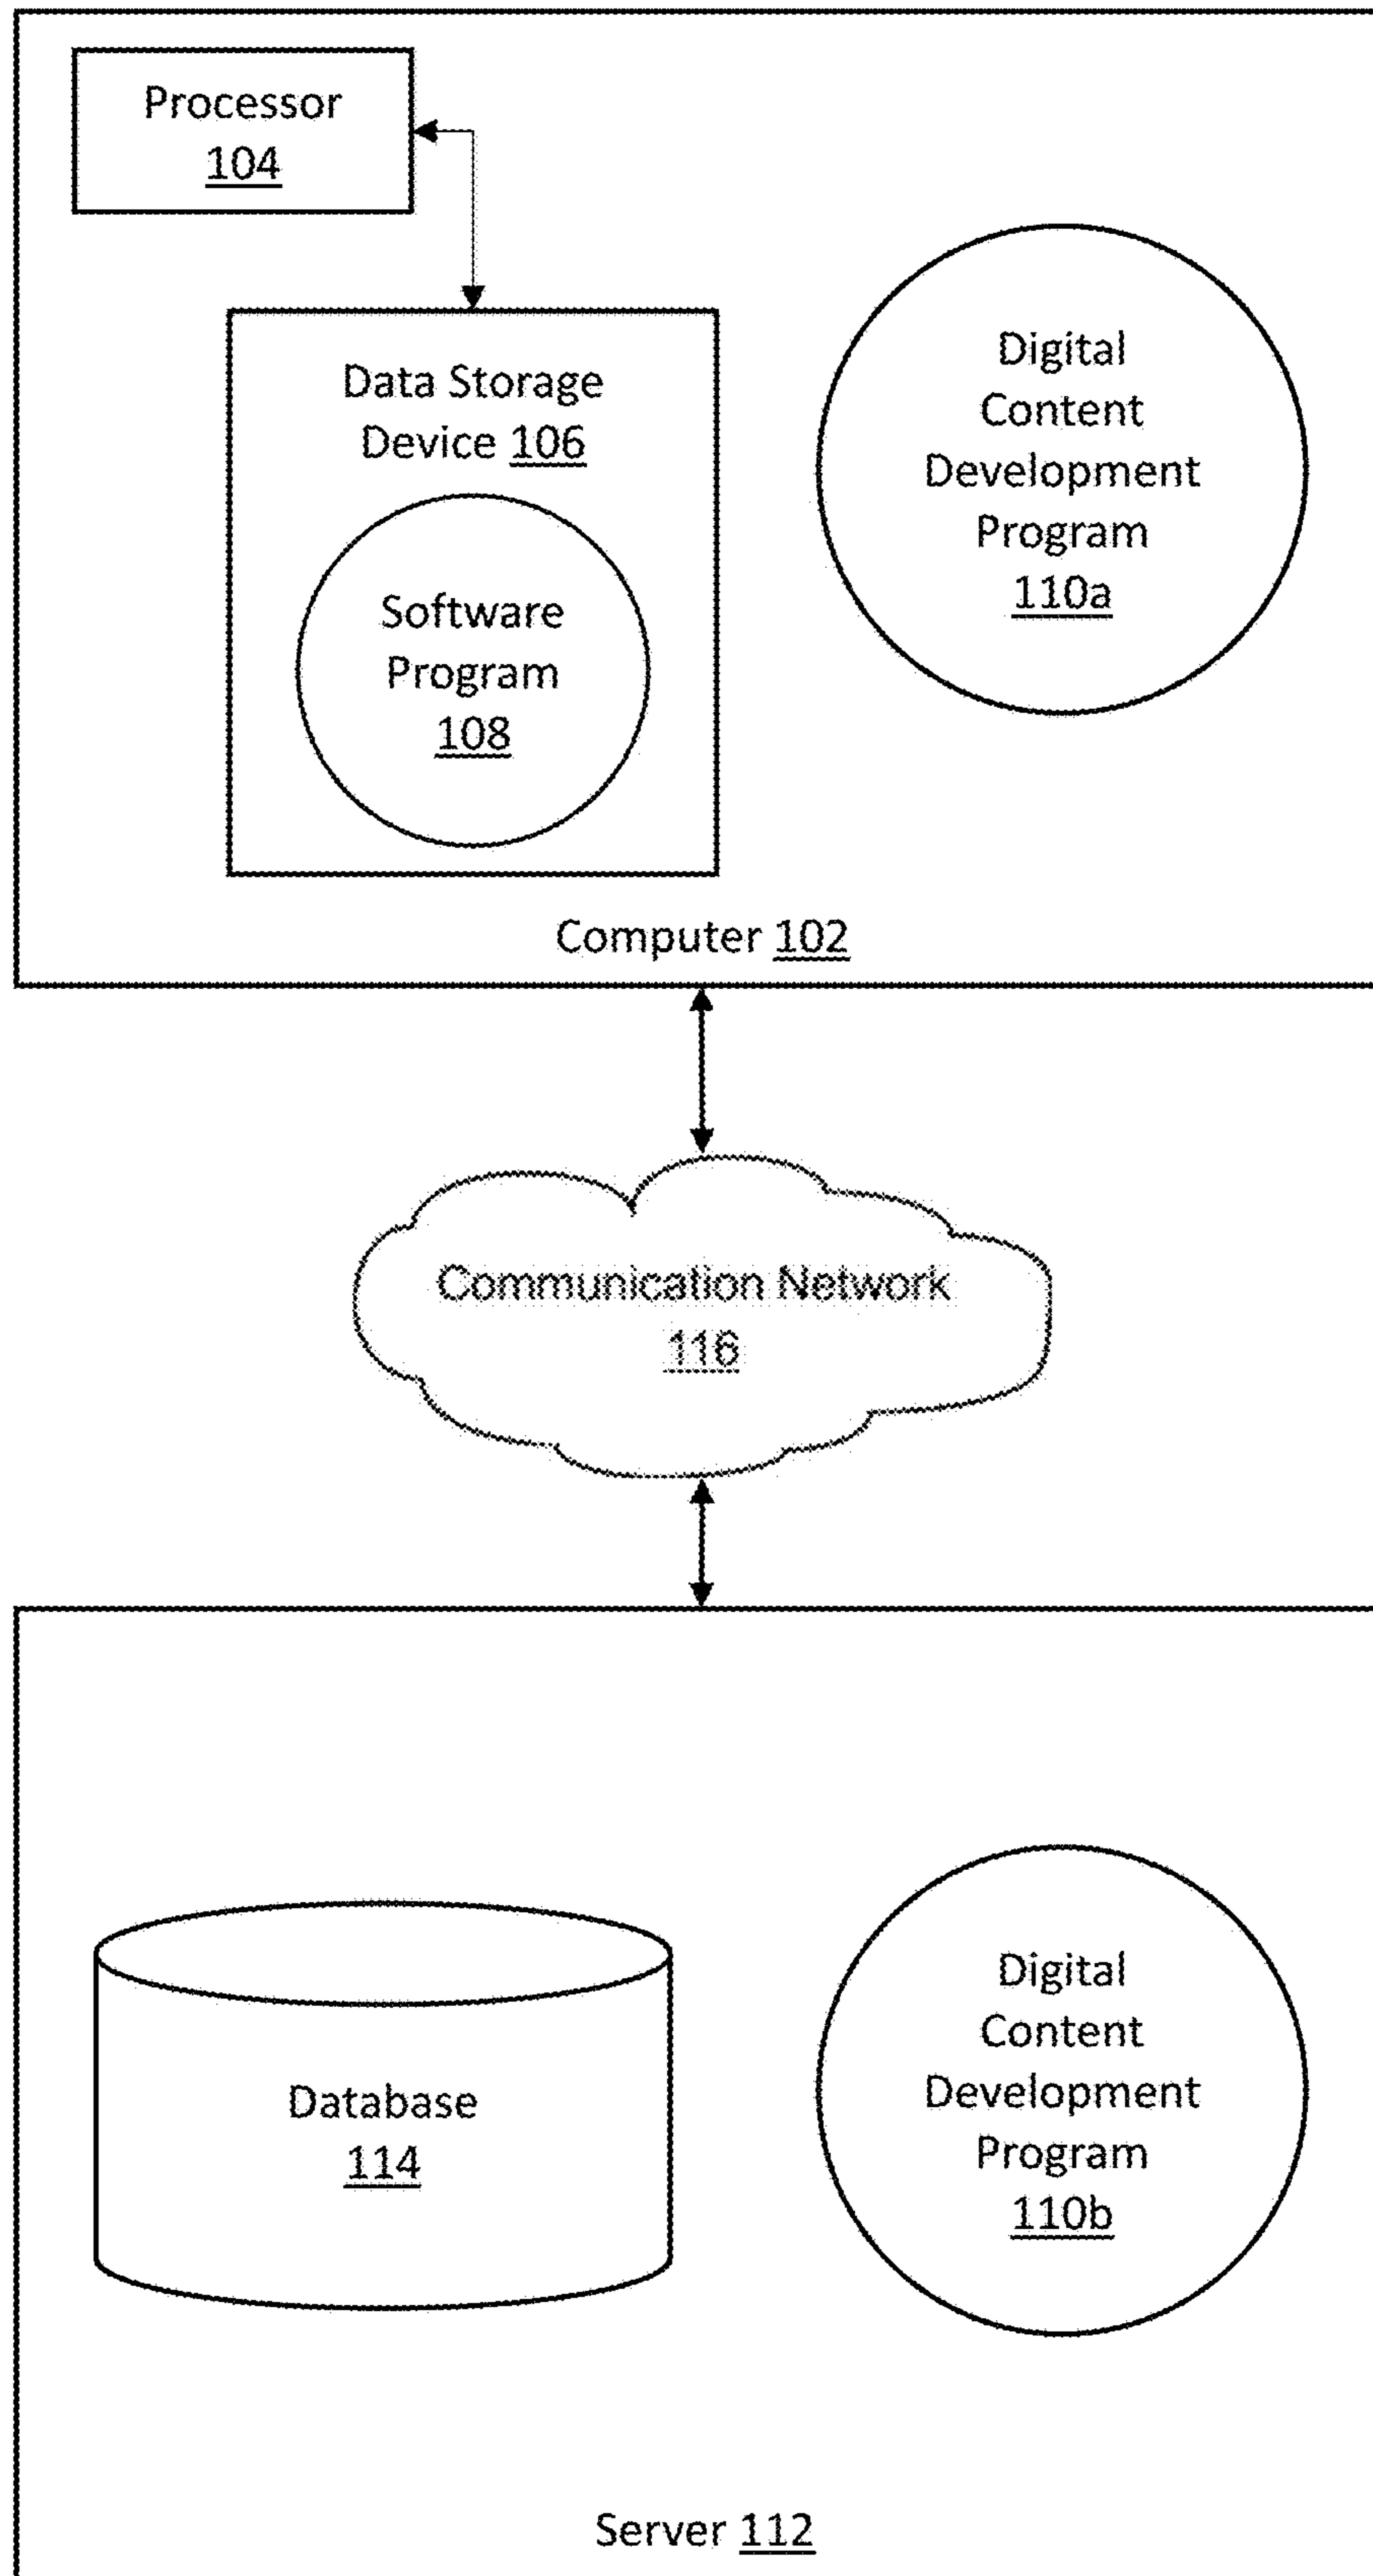 Processor
104
Data Storage
Device 106
Software
Program
108
Digital
Content
Development
Program
110a
Computer 102
Communication Network
116
Database
114
Digital
Content
Development
Program
110b
Server 112